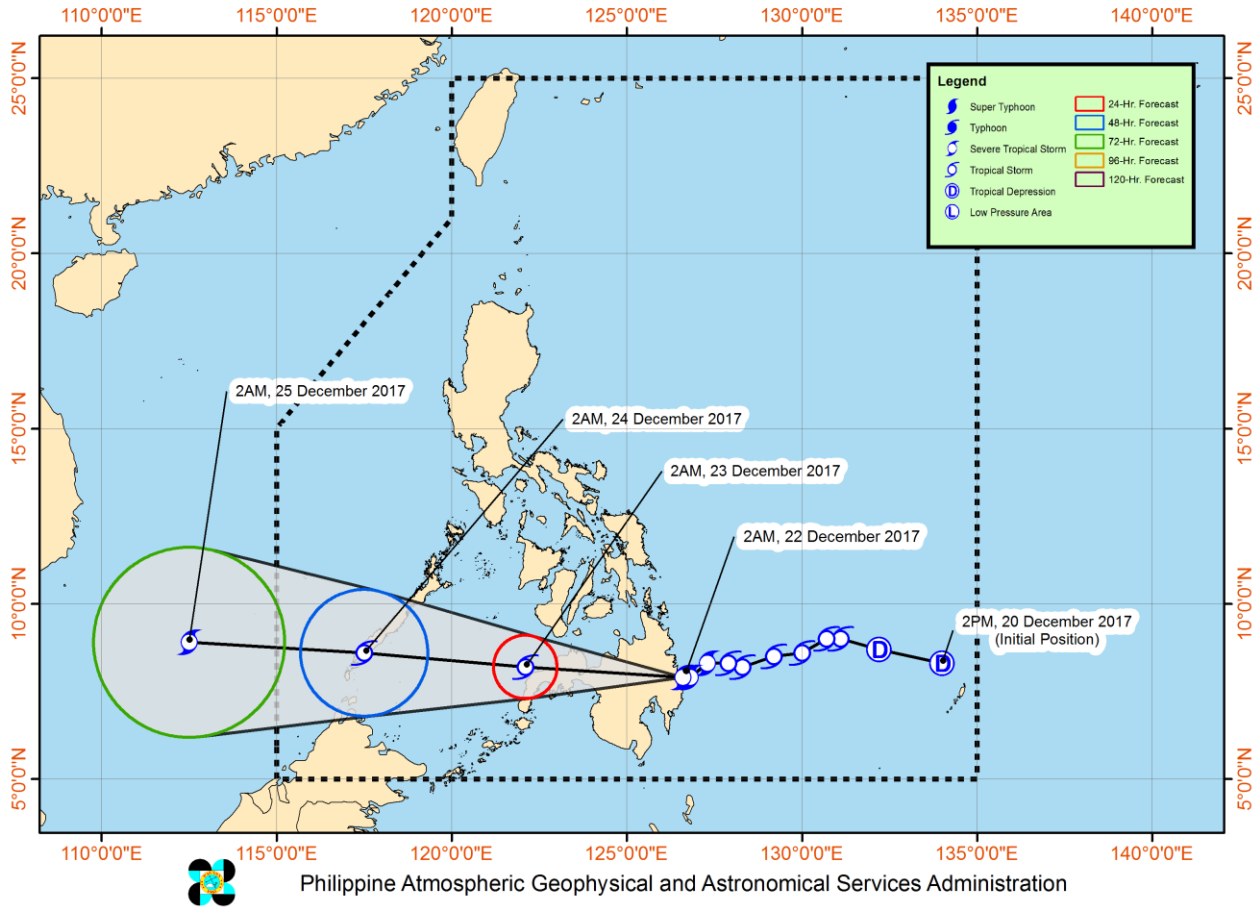 110°0'0"E 115°0'0"E 120°0'0"E 125°0'0"E 130°0'0"E 135°0'0"E 140°0'0"E
25°0'0"N
20°0'0"N
15°0'0"N
10°0'0"N
5°0'0"N
Legend
Super Typhoon
Typhoon
Severe Tropical Storm
Tropical Storm
D Tropical Depression
L Low Pressure Area
24-Hr. Forecast
48-Hr. Forecast
72-Hr. Forecast
96-Hr. Forecast
120-Hr. Forecast
2AM, 25 December 2017
2AM, 24 December 2017
2AM, 23 December 2017
2AM, 22 December 2017
2PM, 20 December 2017
(Initial Position)
D
D
25°0'0"N
20°0'0"N
15°0'0"N
10°0'0"N
5°0'0"N
110°0'0"E 115°0'0"E 120°0'0"E 125°0'0"E 130°0'0"E 135°0'0"E 140°0'0"E
Philippine Atmospheric Geophysical and Astronomical Services Administration